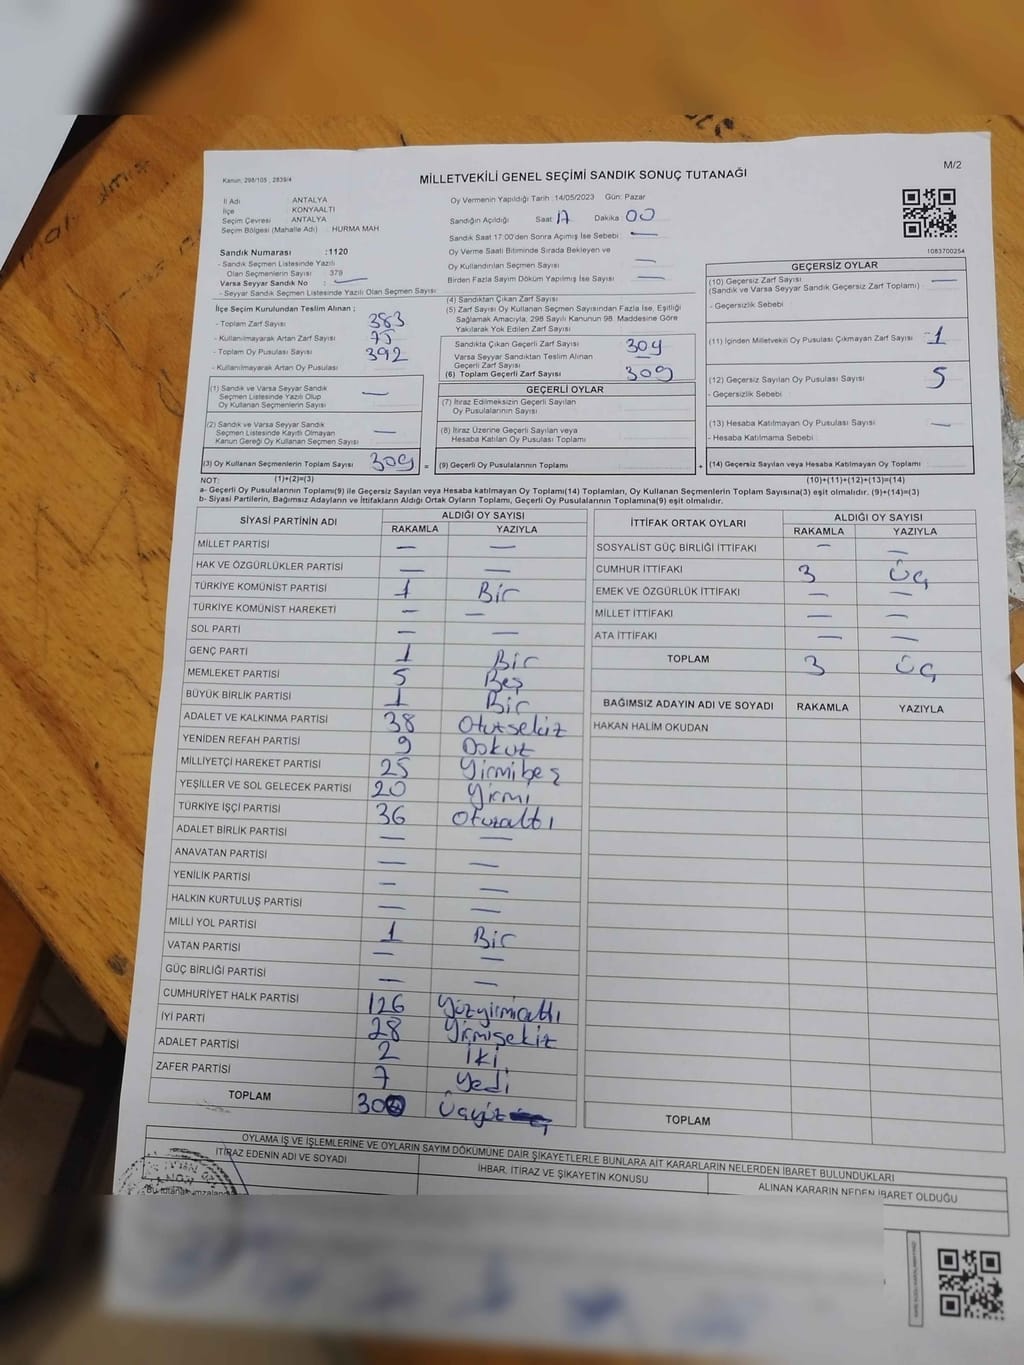 Kanun: 298/105 ; 2839/4
MİLLETVEKİLİ GENEL SEÇİMİ SANDIK SONUÇ TUTANAĞI
M/2
İl Adı : ANTALYA
İlçe : KONYAALTI
Seçim Çevresi : ANTALYA
Seçim Bölgesi (Mahalle Adı) : HURMA MAH
Sandık Numarası :1120
- Sandık Seçmen Listesinde Yazılı
Olan Seçmenlerin Sayısı : 379
Varsa Seyyar Sandık No : —
- Seyyar Sandık Seçmen Listesinde Yazılı Olan Seçmen Sayısı
Oy Vermenin Yapıldığı Tarih :14/05/2023 Gün: Pazar
Sandığın Açıldığı Saat 17 Dakika 00
Sandık Saat 17:00'den Sonra Açımış İse Sebebi : —
Oy Verme Saati Bitiminde Sırada Bekleyen ve
Oy Kullandırılan Seçmen Sayısı —
Birden Fazla Sayım Döküm Yapılmış İse Sayısı —
1083700254
İlçe Seçim Kurulundan Teslim Alınan ;
- Toplam Zarf Sayısı 383
- Kullanılmayarak Artan Zarf Sayısı 75
- Toplam Oy Pusulası Sayısı 392
- Kullanılmayarak Artan Oy Pusulası
(1) Sandık ve Varsa Seyyar Sandık
Seçmen Listesinde Yazılı Olup
Oy Kullanan Seçmenlerin Sayısı —
(2) Sandık ve Varsa Seyyar Sandık
Seçmen Listesinde Kayıtlı Olmayan
Kanun Gereği Oy Kullanan Seçmen Sayısı —
(3) Oy Kullanan Seçmenlerin Toplam Sayısı 309 =
(1)+(2)=(3)
(4) Sandıktan Çıkan Zarf Sayısı
(5) Zarf Sayısı Oy Kullanan Seçmen Sayısından Fazla İse, Eşitliği
Sağlamak Amacıyla, 298 Sayılı Kanunun 98. Maddesine Göre
Yakılarak Yok Edilen Zarf Sayısı
Sandıkta Çıkan Geçerli Zarf Sayısı 309
Varsa Seyyar Sandıktan Teslim Alınan
Geçerli Zarf Sayısı —
(6) Toplam Geçerli Zarf Sayısı 309
GEÇERLİ OYLAR
(7) İtiraz Edilmeksizin Geçerli Sayılan
Oy Pusulalarının Sayısı
(8) İtiraz Üzerine Geçerli Sayılan veya
Hesaba Katılan Oy Pusulası Toplamı
(9) Geçerli Oy Pusulalarının Toplamı +
GEÇERSİZ OYLAR
(10) Geçersiz Zarf Sayısı —
(Sandık ve Varsa Seyyar Sandık Geçersiz Zarf Toplamı)
- Geçersizlik Sebebi :
(11) İçinden Milletvekili Oy Pusulası Çıkmayan Zarf Sayısı 1
(12) Geçersiz Sayılan Oy Pusulası Sayısı 5
- Geçersizlik Sebebi :
(13) Hesaba Katılmayan Oy Pusulası Sayısı —
- Hesaba Katılmama Sebebi :
(14) Geçersiz Sayılan veya Hesaba Katılmayan Oy Pusulası Toplamı
(10)+(11)+(12)+(13)=(14)
NOT:
a- Geçerli Oy Pusulalarının Toplamı(9) ile Geçersiz Sayılan veya Hesaba katılmayan Oy Toplamı(14) Toplamları, Oy Kullanan Seçmenlerin Toplam Sayısına(3) eşit olmalıdır. (9)+(14)=(3)
b- Siyasi Partilerin, Bağımsız Adayların ve İttifakların Aldığı Ortak Oyların Toplamı, Geçerli Oy Pusulalarının Toplamına(9) eşit olmalıdır.
SİYASİ PARTİNİN ADI ALDIĞI OY SAYISI
RAKAMLA YAZIYLA
MİLLET PARTİSİ — —
HAK VE ÖZGÜRLÜKLER PARTİSİ — —
TÜRKİYE KOMÜNİST PARTİSİ 1 Bir
TÜRKİYE KOMÜNİST HAREKETİ — —
SOL PARTİ — —
GENÇ PARTİ 1 Bir
MEMLEKET PARTİSİ 5 Beş
BÜYÜK BİRLİK PARTİSİ 1 Bir
ADALET VE KALKINMA PARTİSİ 38 Otutsekiz
YENİDEN REFAH PARTİSİ 9 Dokuz
MİLLİYETÇİ HAREKET PARTİSİ 25 Yirmibeş
YEŞİLLER VE SOL GELECEK PARTİSİ 20 Yirmi
TÜRKİYE İŞÇİ PARTİSİ 36 Otuzaltı
ADALET BİRLİK PARTİSİ — —
ANAVATAN PARTİSİ — —
YENİLİK PARTİSİ — —
HALKIN KURTULUŞ PARTİSİ — —
MİLLİ YOL PARTİSİ 1 Bir
VATAN PARTİSİ — —
GÜÇ BİRLİĞİ PARTİSİ — —
CUMHURİYET HALK PARTİSİ 126 Yüzyirmialtı
İYİ PARTİ 28 Yirmisekiz
ADALET PARTİSİ 2 İki
ZAFER PARTİSİ 7 Yedi
TOPLAM Üçyüz
İTTİFAK ORTAK OYLARI ALDIĞI OY SAYISI
RAKAMLA YAZIYLA
SOSYALİST GÜÇ BİRLİĞİ İTTİFAKI — —
CUMHUR İTTİFAKI 3 Üç
EMEK VE ÖZGÜRLÜK İTTİFAKI — —
MİLLET İTTİFAKI — —
ATA İTTİFAKI — —
TOPLAM 3 Üç
BAĞIMSIZ ADAYIN ADI VE SOYADI RAKAMLA YAZIYLA
HAKAN HALİM OKUDAN
TOPLAM
OYLAMA İŞ VE İŞLEMLERİNE VE OYLARIN SAYIM DÖKÜMÜNE DAİR ŞİKAYETLERLE BUNLARA AİT KARARLARIN NELERDEN İBARET BULUNDUKLARI
İTİRAZ EDENİN ADI VE SOYADI İHBAR, İTİRAZ VE ŞİKAYETİN KONUSU ALINAN KARARIN NEDEN İBARET OLDUĞU